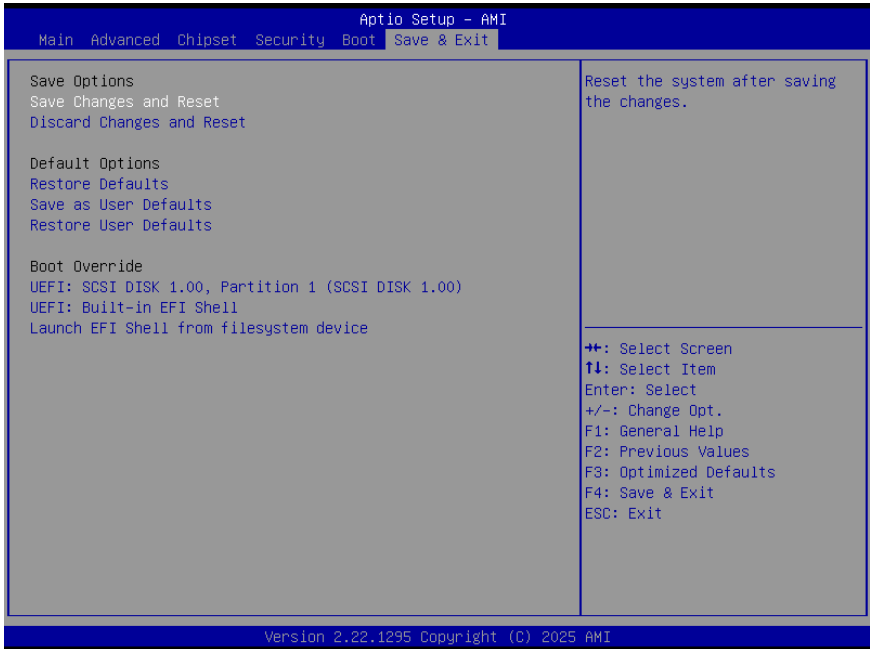 Aptio Setup – AMI
Main Advanced Chipset Security Boot Save & Exit
Save Options
Save Changes and Reset
Discard Changes and Reset
Default Options
Restore Defaults
Save as User Defaults
Restore User Defaults
Boot Override
UEFI: SCSI DISK 1.00, Partition 1 (SCSI DISK 1.00)
UEFI: Built-in EFI Shell
Launch EFI Shell from filesystem device
Reset the system after saving
the changes.
→←: Select Screen
↑↓: Select Item
Enter: Select
+/-: Change Opt.
F1: General Help
F2: Previous Values
F3: Optimized Defaults
F4: Save & Exit
ESC: Exit
Version 2.22.1295 Copyright (C) 2025 AMI